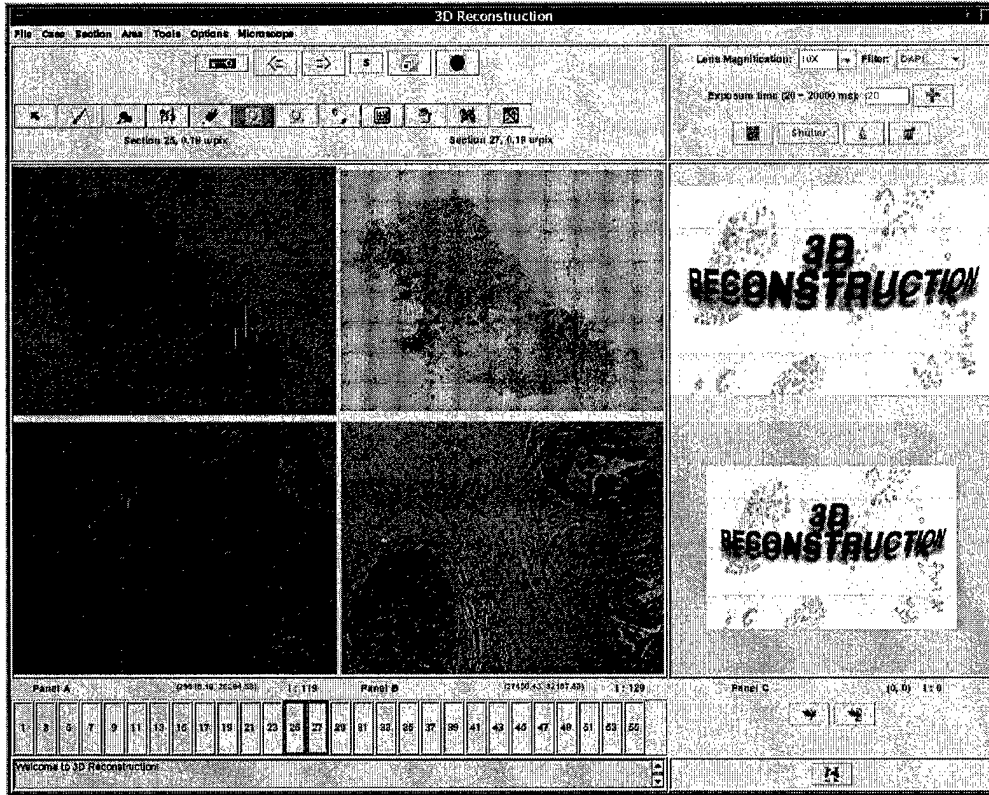 3D Reconstruction
File Case Section Area Tools Options Microscope
S
Lens Magnification: 10X Filter: DAPI
Exposure time (20 - 20000 ms): 20
Shutter
Section 25, 0.19 u/pix Section 27, 0.19 u/pix
3D
RECONSTRUCTION
3D
RECONSTRUCTION
Panel A 1 : 119 Panel B 1 : 129 Panel C (0, 0) 1 : 0
1 3 5 7 9 11 13 15 17 19 21 23 25 27 29 31 33 35 37 39 41 43 45 47 49 51 53 55
Welcome to 3D Reconstruction!